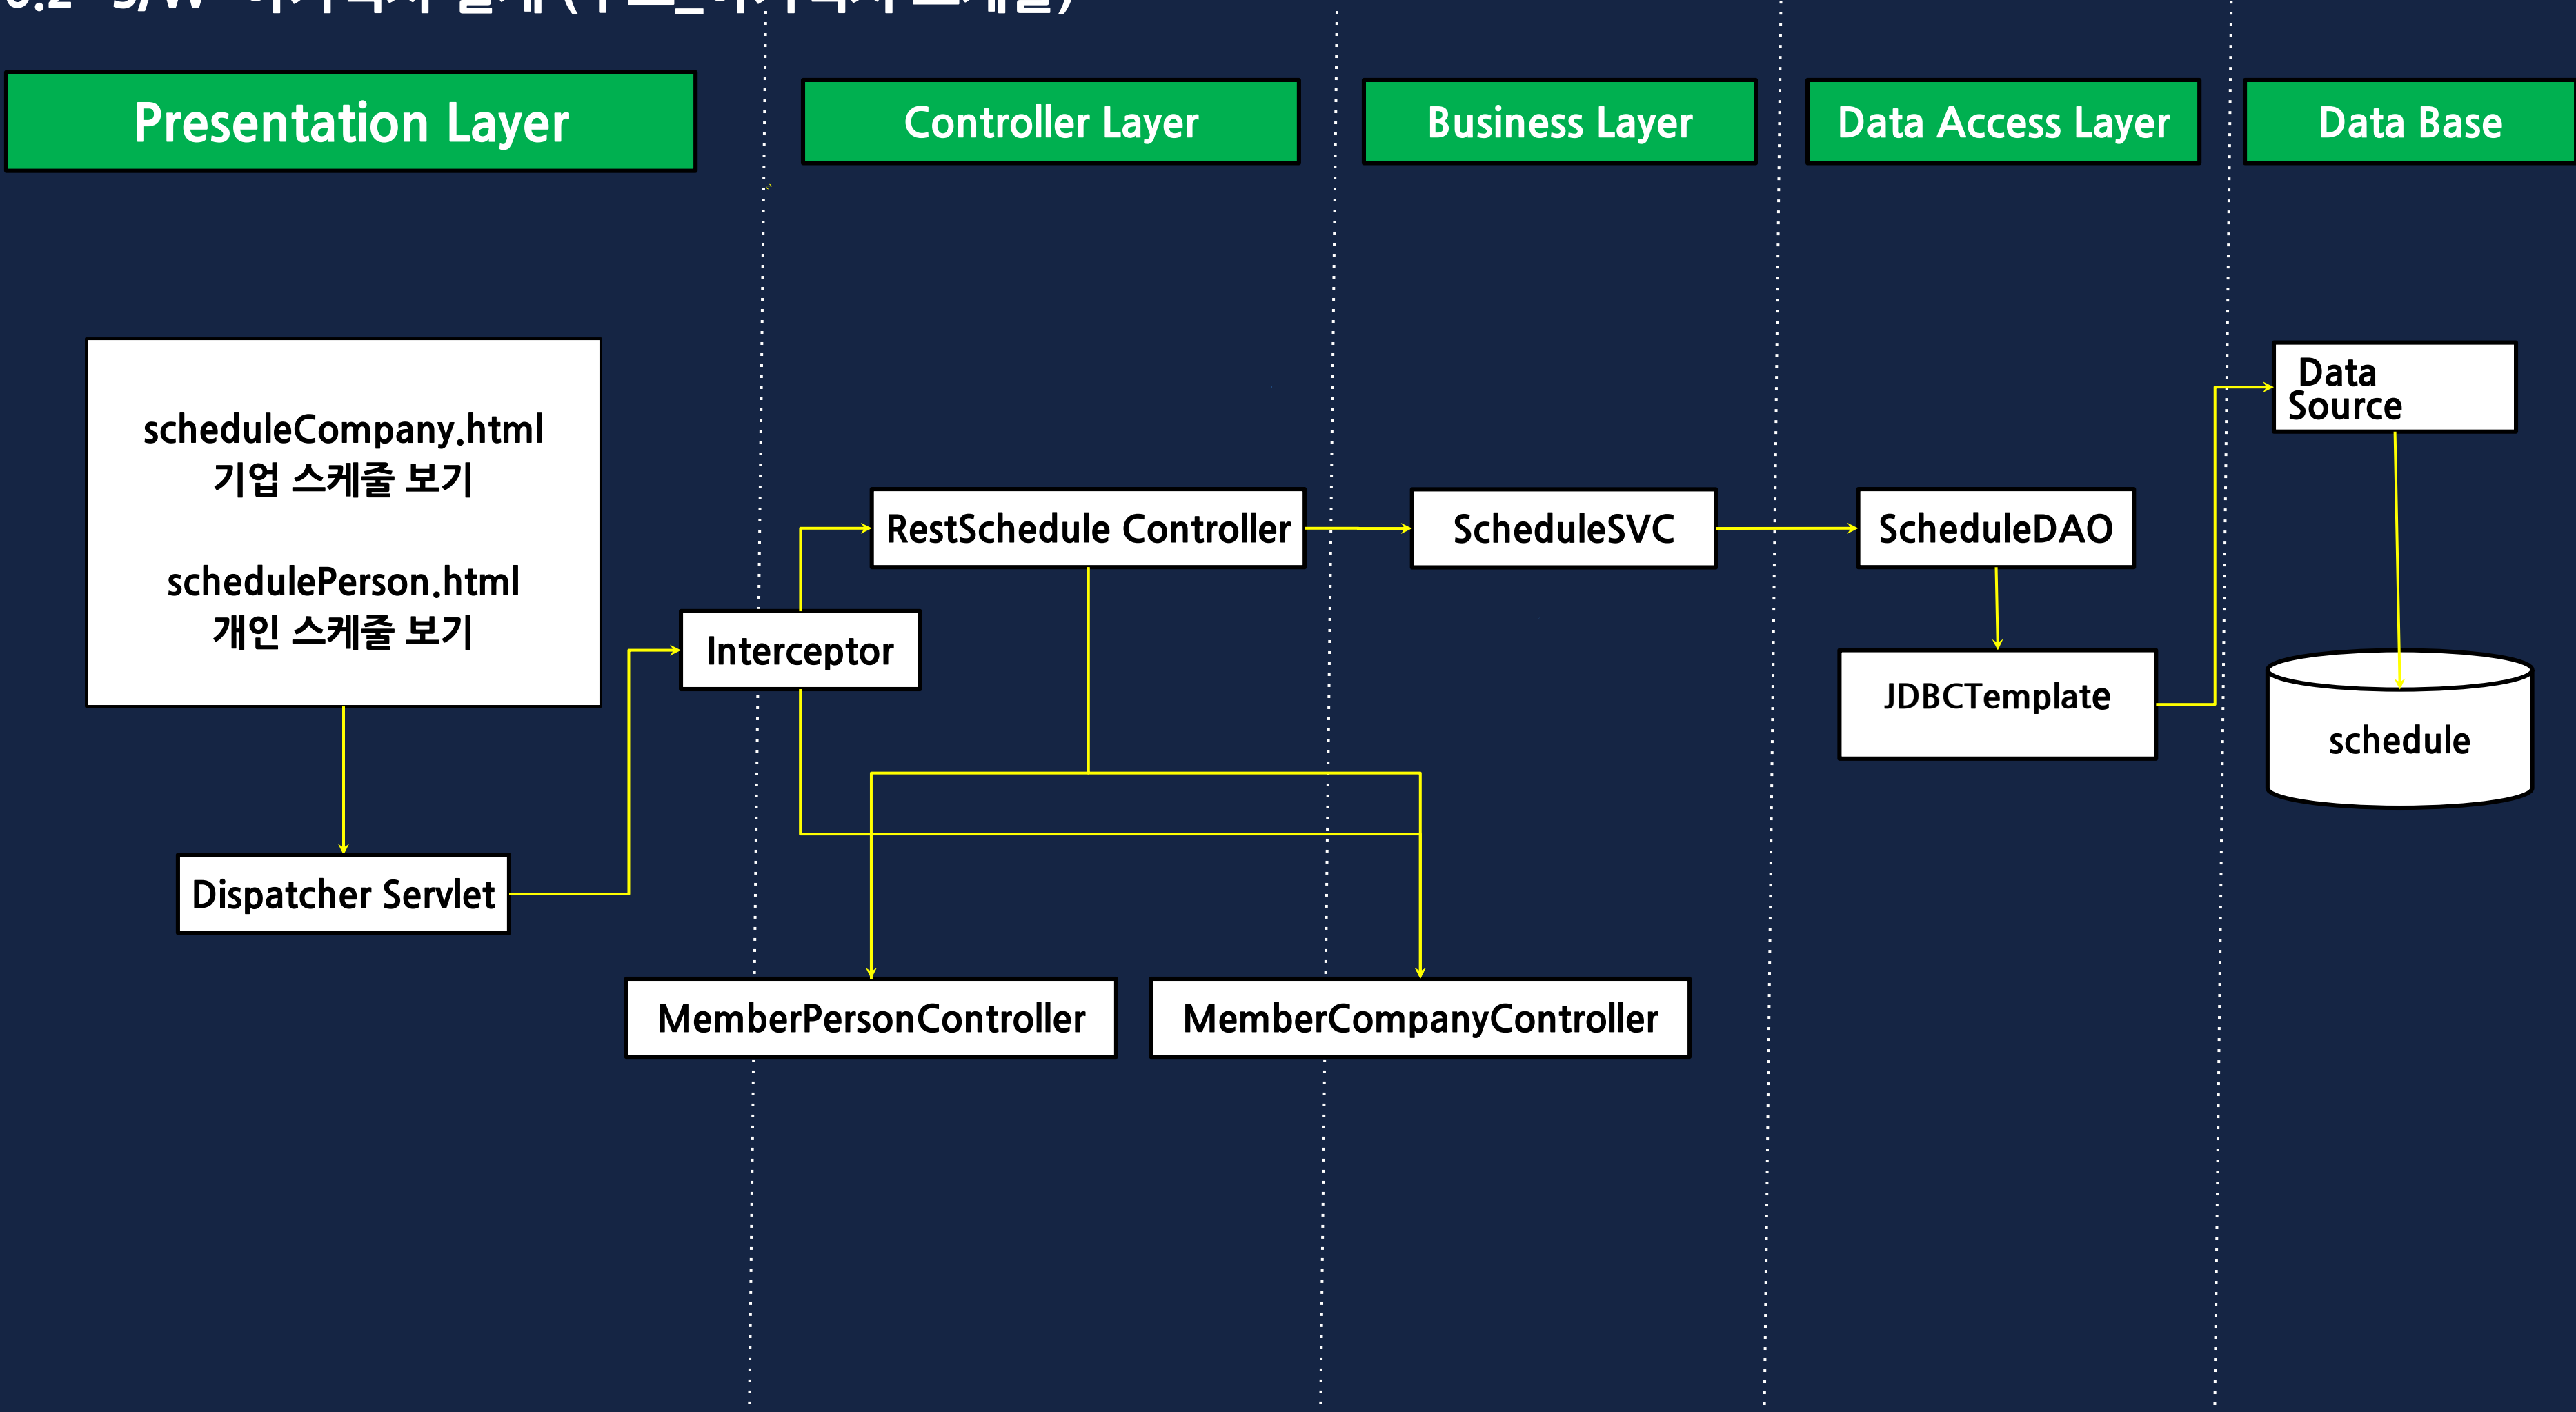 S/W
Presentation Layer
Controller Layer
Business Layer
Data Access Layer
Data Base
scheduleCompany.html
기업 스케줄 보기
schedulePerson.html
개인 스케줄 보기
Data
Source
RestSchedule Controller
ScheduleSVC
ScheduleDAO
Interceptor
JDBCTemplate
schedule
Dispatcher Servlet
MemberPersonController
MemberCompanyController